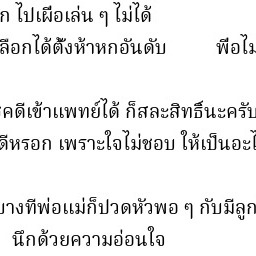 ก ไปเผือเล่น ๆ ไม่ได้
ลือกได้ตั้งห้าหกอันดับ พี่อไม
คดีเข้าแพทย์ได้ ก็สละสิทธิ์นะครับ
ดีหรอก เพราะใจไม่ชอบ ให้เป็นอะไ
บางทีพ่อแม่ก็ปวดหัวพอ ๆ กับมีลูก
นึกด้วยความอ่อนใจ